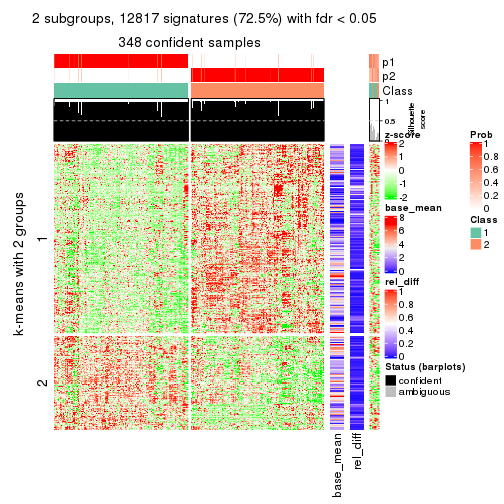 2 subgroups, 12817 signatures (72.5%) with fdr < 0.05
348 confident samples
p1
p2
Class
1
0.5
0
Silhouette
score
k-means with 2 groups
1
2
base_mean
rel_diff
z-score
2
1
0
-1
-2
base_mean
8
6
4
2
0
rel_diff
1
0.8
0.6
0.4
0.2
0
Status (barplots)
confident
ambiguous
Prob
1
0.8
0.6
0.4
0.2
0
Class
1
2